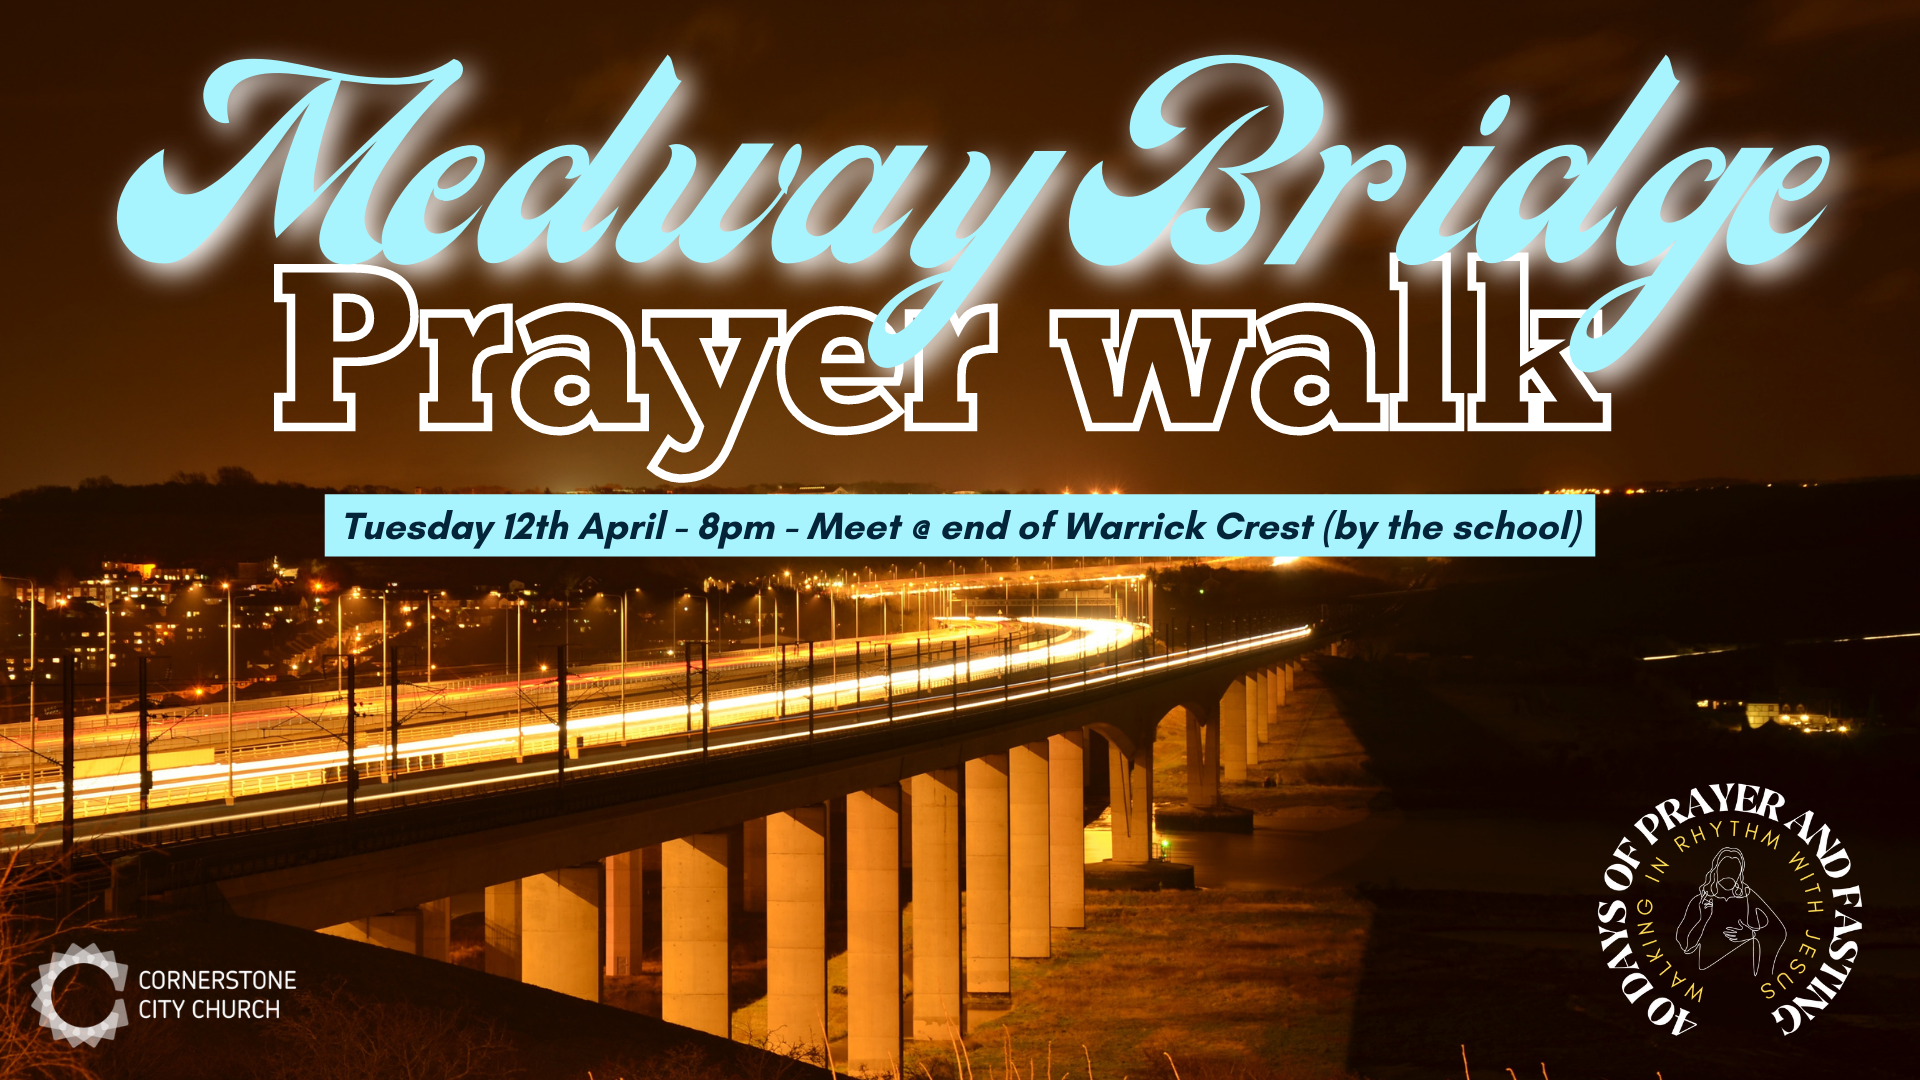 Medway Bridge
Prayer walk
Tuesday 12th April - 8pm - Meet @ end of Warrick Crest (by the school)
CORNERSTONE
CITY CHURCH
40 DAYS OF PRAYER AND FASTING
WALKING IN RHYTHM WITH JESUS